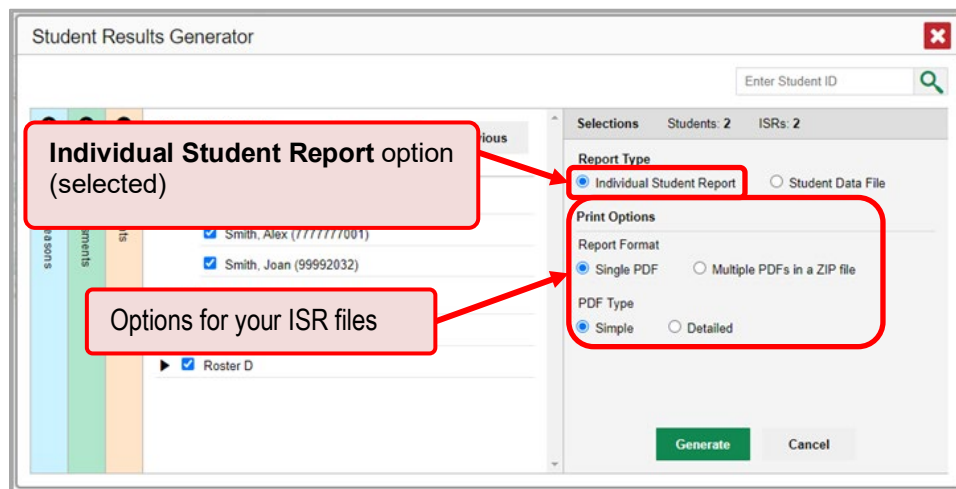 Student Results Generator
Enter Student ID
Individual Student Report option
(selected)
Selections Students: 2 ISRs: 2
Report Type
Individual Student Report Student Data File
Print Options
Smith, Alex (7777777001)
Report Format
Smith, Joan (99992032)
Single PDF Multiple PDFs in a ZIP file
PDF Type
Options for your ISR files
Simple Detailed
Roster D
Generate Cancel